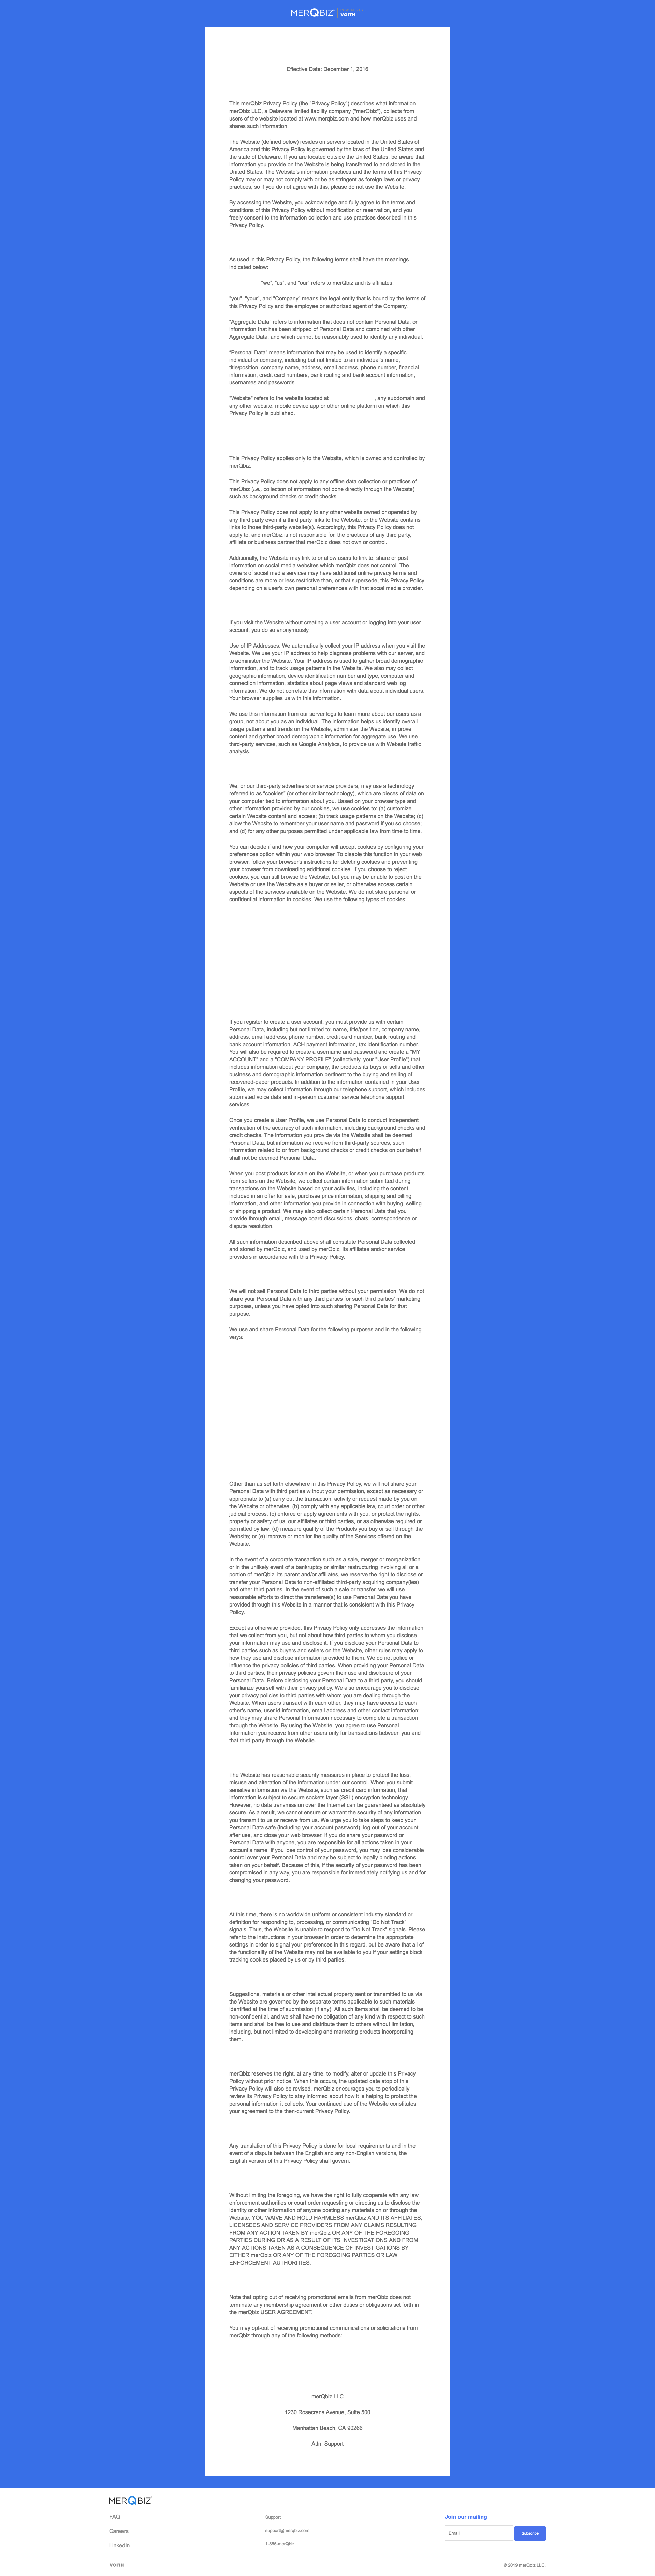 MERQBIZ
VOITH
Effective Date: December 1, 2016
This merQbiz Privacy Policy (the "Privacy Policy") describes what information
merQbiz LLC, a Delaware limited liability company ("merQbiz"), collects from
users of the website located at www.merqbiz.com and how merQbiz uses and
shares such information.
The Website (defined below) resides on servers located in the United States of
America and this Privacy Policy is governed by the laws of the United States and
the state of Delaware. If you are located outside the United States, be aware that
information you provide on the Website is being transferred to and stored in the
United States. The Website's information practices and the terms of this Privacy
Policy may or may not comply with or be as stringent as foreign laws or privacy
practices, so if you do not agree with this, please do not use the Website.
By accessing the Website, you acknowledge and fully agree to the terms and
conditions of this Privacy Policy without modification or reservation, and you
freely consent to the information collection and use practices described in this
Privacy Policy.
As used in this Privacy Policy, the following terms shall have the meanings
indicated below:
"we", "us", and "our" refers to merQbiz and its affiliates.
"you", "your", and "Company" means the legal entity that is bound by the terms of
this Privacy Policy and the employee or authorized agent of the Company.
"Aggregate Data" refers to information that does not contain Personal Data, or
information that has been stripped of Personal Data and combined with other
Aggregate Data, and which cannot be reasonably used to identify any individual.
"Personal Data" means information that may be used to identify a specific
individual or company, including but not limited to an individual's name,
title/position, company name, address, email address, phone number, financial
information, credit card numbers, bank routing and bank account information,
usernames and passwords.
"Website" refers to the website located at , any subdomain and
any other website, mobile device app or other online platform on which this
Privacy Policy is published.
This Privacy Policy applies only to the Website, which is owned and controlled by
merQbiz.
This Privacy Policy does not apply to any offline data collection or practices of
merQbiz (i.e., collection of information not done directly through the Website)
such as background checks or credit checks.
This Privacy Policy does not apply to any other website owned or operated by
any third party even if a third party links to the Website, or the Website contains
links to those third-party website(s). Accordingly, this Privacy Policy does not
apply to, and merQbiz is not responsible for, the practices of any third party,
affiliate or business partner that merQbiz does not own or control.
Additionally, the Website may link to or allow users to link to, share or post
information on social media websites which merQbiz does not control. The
owners of social media services may have additional online privacy terms and
conditions are more or less restrictive than, or that supersede, this Privacy Policy
depending on a user's own personal preferences with that social media provider.
If you visit the Website without creating a user account or logging into your user
account, you do so anonymously.
Use of IP Addresses. We automatically collect your IP address when you visit the
Website. We use your IP address to help diagnose problems with our server, and
to administer the Website. Your IP address is used to gather broad demographic
information, and to track usage patterns in the Website. We also may collect
geographic information, device identification number and type, computer and
connection information, statistics about page views and standard web log
information. We do not correlate this information with data about individual users.
Your browser supplies us with this information.
We use this information from our server logs to learn more about our users as a
group, not about you as an individual. The information helps us identify overall
usage patterns and trends on the Website, administer the Website, improve
content and gather broad demographic information for aggregate use. We use
third-party services, such as Google Analytics, to provide us with Website traffic
analysis.
We, or our third-party advertisers or service providers, may use a technology
referred to as "cookies" (or other similar technology), which are pieces of data on
your computer tied to information about you. Based on your browser type and
other information provided by our cookies, we use cookies to: (a) customize
certain Website content and access; (b) track usage patterns on the Website; (c)
allow the Website to remember your user name and password if you so choose;
and (d) for any other purposes permitted under applicable law from time to time.
You can decide if and how your computer will accept cookies by configuring your
preferences option within your web browser. To disable this function in your web
browser, follow your browser's instructions for deleting cookies and preventing
your browser from downloading additional cookies. If you choose to reject
cookies, you can still browse the Website, but you may be unable to post on the
Website or use the Website as a buyer or seller, or otherwise access certain
aspects of the services available on the Website. We do not store personal or
confidential information in cookies. We use the following types of cookies:
If you register to create a user account, you must provide us with certain
Personal Data, including but not limited to: name, title/position, company name,
address, email address, phone number, credit card number, bank routing and
bank account information, ACH payment information, tax identification number.
You will also be required to create a username and password and create a "MY
ACCOUNT" and a "COMPANY PROFILE" (collectively, your "User Profile") that
includes information about your company, the products its buys or sells and other
business and demographic information pertinent to the buying and selling of
recovered-paper products. In addition to the information contained in your User
Profile, we may collect information through our telephone support, which includes
automated voice data and in-person customer service telephone support
services.
Once you create a User Profile, we use Personal Data to conduct independent
verification of the accuracy of such information, including background checks and
credit checks. The information you provide via the Website shall be deemed
Personal Data, but information we receive from third-party sources, such
information related to or from background checks or credit checks on our behalf
shall not be deemed Personal Data.
When you post products for sale on the Website, or when you purchase products
from sellers on the Website, we collect certain information submitted during
transactions on the Website based on your activities, including the content
included in an offer for sale, purchase price information, shipping and billing
information, and other information you provide in connection with buying, selling
or shipping a product. We may also collect certain Personal Data that you
provide through email, message board discussions, chats, correspondence or
dispute resolution.
All such information described above shall constitute Personal Data collected
and stored by merQbiz, and used by merQbiz, its affiliates and/or service
providers in accordance with this Privacy Policy.
We will not sell Personal Data to third parties without your permission. We do not
share your Personal Data with any third parties for such third parties' marketing
purposes, unless you have opted into such sharing Personal Data for that
purpose.
We use and share Personal Data for the following purposes and in the following
ways:
Other than as set forth elsewhere in this Privacy Policy, we will not share your
Personal Data with third parties without your permission, except as necessary or
appropriate to (a) carry out the transaction, activity or request made by you on
the Website or otherwise, (b) comply with any applicable law, court order or other
judicial process, (c) enforce or apply agreements with you, or protect the rights,
property or safety of us, our affiliates or third parties, or as otherwise required or
permitted by law; (d) measure quality of the Products you buy or sell through the
Website; or (e) improve or monitor the quality of the Services offered on the
Website.
In the event of a corporate transaction such as a sale, merger or reorganization
or in the unlikely event of a bankruptcy or similar restructuring involving all or a
portion of merQbiz, its parent and/or affiliates, we reserve the right to disclose or
transfer your Personal Data to non-affiliated third-party acquiring company(ies)
and other third parties. In the event of such a sale or transfer, we will use
reasonable efforts to direct the transferee(s) to use Personal Data you have
provided through this Website in a manner that is consistent with this Privacy
Policy.
Except as otherwise provided, this Privacy Policy only addresses the information
that we collect from you, but not about how third parties to whom you disclose
your information may use and disclose it. If you disclose your Personal Data to
third parties such as buyers and sellers on the Website, other rules may apply to
how they use and disclose information provided to them. We do not police or
influence the privacy policies of third parties. When providing your Personal Data
to third parties, their privacy policies govern their use and disclosure of your
Personal Data. Before disclosing your Personal Data to a third party, you should
familiarize yourself with their privacy policy. We also encourage you to disclose
your privacy policies to third parties with whom you are dealing through the
Website. When users transact with each other, they may have access to each
other's name, user id information, email address and other contact information;
and they may share Personal Information necessary to complete a transaction
through the Website. By using the Website, you agree to use Personal
Information you receive from other users only for transactions between you and
that third party through the Website.
The Website has reasonable security measures in place to protect the loss,
misuse and alteration of the information under our control. When you submit
sensitive information via the Website, such as credit card information, that
information is subject to secure sockets layer (SSL) encryption technology.
However, no data transmission over the Internet can be guaranteed as absolutely
secure. As a result, we cannot ensure or warrant the security of any information
you transmit to us or receive from us. We urge you to take steps to keep your
Personal Data safe (including your account password), log out of your account
after use, and close your web browser. If you do share your password or
Personal Data with anyone, you are responsible for all actions taken in your
account's name. If you lose control of your password, you may lose considerable
control over your Personal Data and may be subject to legally binding actions
taken on your behalf. Because of this, if the security of your password has been
compromised in any way, you are responsible for immediately notifying us and for
changing your password.
At this time, there is no worldwide uniform or consistent industry standard or
definition for responding to, processing, or communicating "Do Not Track"
signals. Thus, the Website is unable to respond to "Do Not Track" signals. Please
refer to the instructions in your browser in order to determine the appropriate
settings in order to signal your preferences in this regard, but be aware that all of
the functionality of the Website may not be available to you if your settings block
tracking cookies placed by us or by third parties.
Suggestions, materials or other intellectual property sent or transmitted to us via
the Website are governed by the separate terms applicable to such materials
identified at the time of submission (if any). All such items shall be deemed to be
non-confidential, and we shall have no obligation of any kind with respect to such
items and shall be free to use and distribute them to others without limitation,
including, but not limited to developing and marketing products incorporating
them.
merQbiz reserves the right, at any time, to modify, alter or update this Privacy
Policy without prior notice. When this occurs, the updated date atop of this
Privacy Policy will also be revised. merQbiz encourages you to periodically
review its Privacy Policy to stay informed about how it is helping to protect the
personal information it collects. Your continued use of the Website constitutes
your agreement to the then-current Privacy Policy.
Any translation of this Privacy Policy is done for local requirements and in the
event of a dispute between the English and any non-English versions, the
English version of this Privacy Policy shall govern.
Without limiting the foregoing, we have the right to fully cooperate with any law
enforcement authorities or court order requesting or directing us to disclose the
identity or other information of anyone posting any materials on or through the
Website. YOU WAIVE AND HOLD HARMLESS merQbiz AND ITS AFFILIATES,
LICENSEES AND SERVICE PROVIDERS FROM ANY CLAIMS RESULTING
FROM ANY ACTION TAKEN BY merQbiz OR ANY OF THE FOREGOING
PARTIES DURING OR AS A RESULT OF ITS INVESTIGATIONS AND FROM
ANY ACTIONS TAKEN AS A CONSEQUENCE OF INVESTIGATIONS BY
EITHER merQbiz OR ANY OF THE FOREGOING PARTIES OR LAW
ENFORCEMENT AUTHORITIES.
Note that opting out of receiving promotional emails from merQbiz does not
terminate any membership agreement or other duties or obligations set forth in
the merQbiz USER AGREEMENT.
You may opt-out of receiving promotional communications or solicitations from
merQbiz through any of the following methods:
merQbiz LLC
1230 Rosecrans Avenue, Suite 500
Manhattan Beach, CA 90266
Attn: Support
MERQBIZ
FAQ
Careers
LinkedIn
VOITH
Support
support@merqbiz.com
1-855-merQbiz
Join our mailing
Email
Subscribe
© 2016 merQbiz LLC.